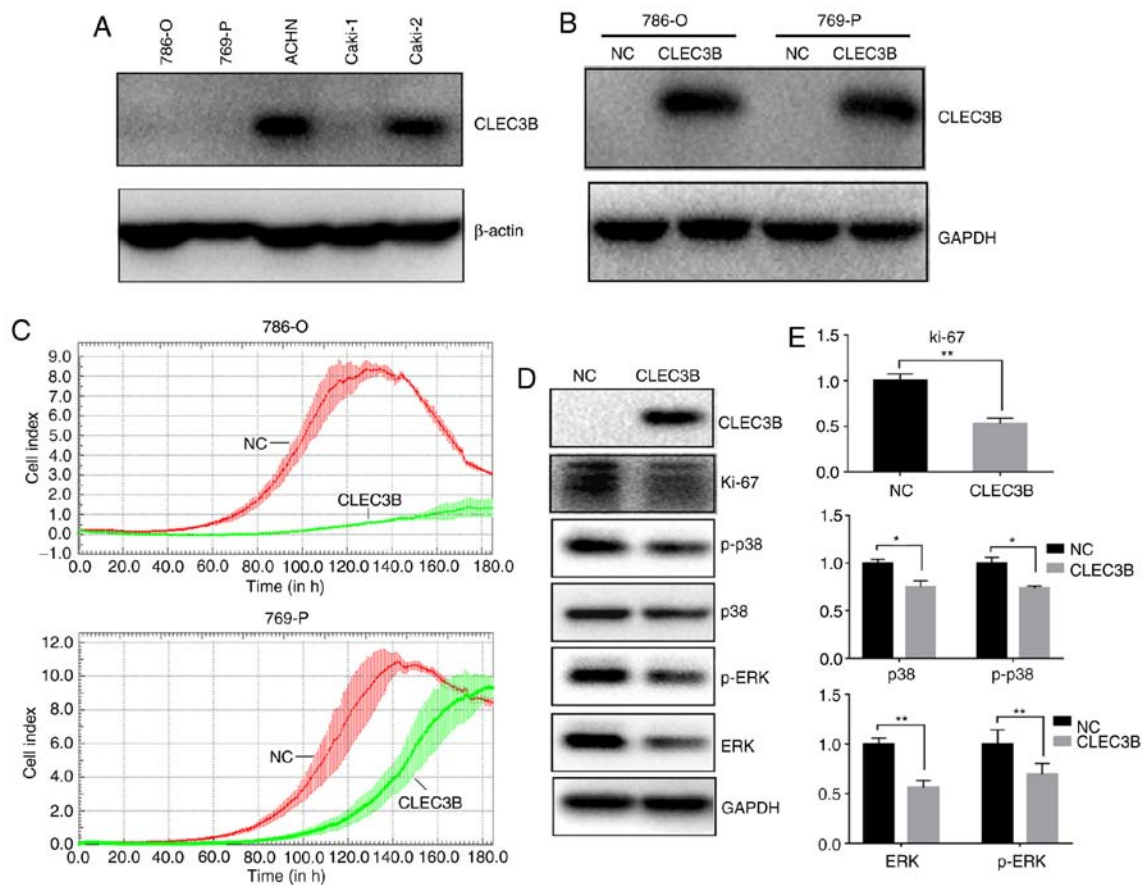 A
786-O
769-P
ACHN
Caki-1
Caki-2
CLEC3B
β-actin
B
786-O 769-P
NC CLEC3B NC CLEC3B
CLEC3B
GAPDH
C
786-O
9.0
8.0
7.0
6.0
5.0
4.0
3.0
2.0
1.0
0.0
−1.0
Cell index
NC
CLEC3B
0.0 20.0 40.0 60.0 80.0 100.0 120.0 140.0 160.0 180.0
Time (in h)
769-P
12.0
10.0
8.0
6.0
4.0
2.0
0.0
Cell index
NC
CLEC3B
0.0 20.0 40.0 60.0 80.0 100.0 120.0 140.0 160.0 180.0
Time (in h)
D
NC CLEC3B
CLEC3B
Ki-67
p-p38
p38
p-ERK
ERK
GAPDH
E
ki-67
**
1.5
1.0
0.5
0.0
NC CLEC3B
1.5
1.0
0.5
0.0
* *
NC
CLEC3B
p38 p-p38
1.5
1.0
0.5
0.0
** **
NC
CLEC3B
ERK p-ERK